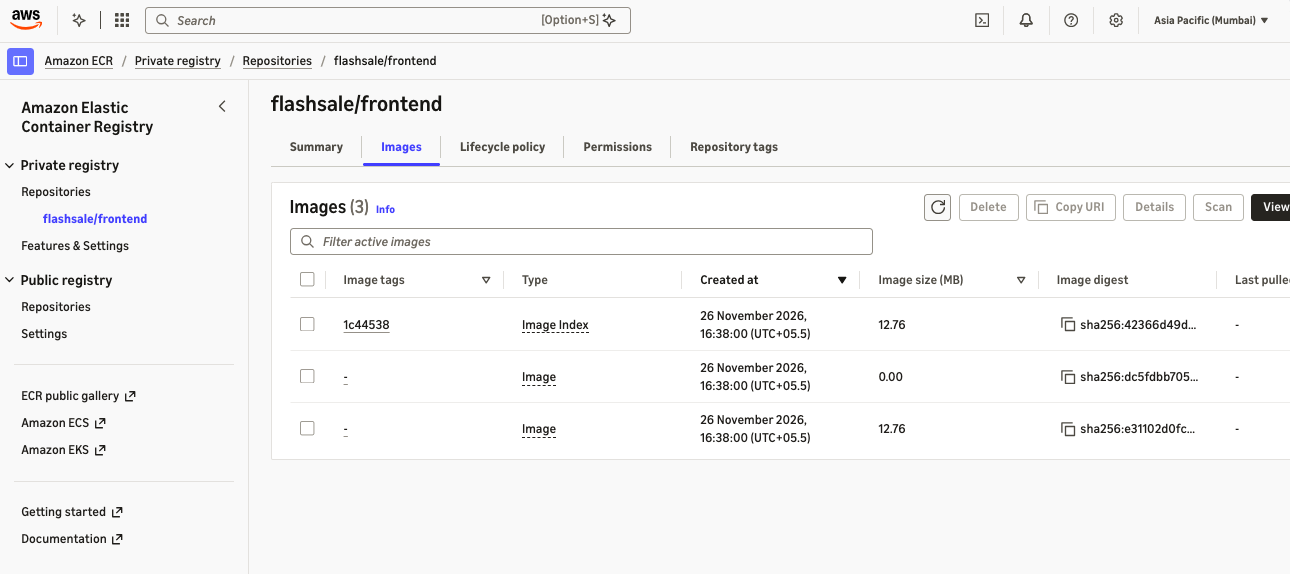 aws
Search [Option+S]
Asia Pacific (Mumbai)
Amazon ECR / Private registry / Repositories / flashsale/frontend
Amazon Elastic
Container Registry
Private registry
Repositories
flashsale/frontend
Features & Settings
Public registry
Repositories
Settings
ECR public gallery
Amazon ECS
Amazon EKS
Getting started
Documentation
flashsale/frontend
Summary Images Lifecycle policy Permissions Repository tags
Images (3) Info
Delete Copy URI Details Scan View
Filter active images
Image tags Type Created at Image size (MB) Image digest Last pulle
1c44538 Image Index 26 November 2026,
16:38:00 (UTC+05.5) 12.76 sha256:42366d49d... -
- Image 26 November 2026,
16:38:00 (UTC+05.5) 0.00 sha256:dc5fdbb705... -
- Image 26 November 2026,
16:38:00 (UTC+05.5) 12.76 sha256:e31102d0fc... -